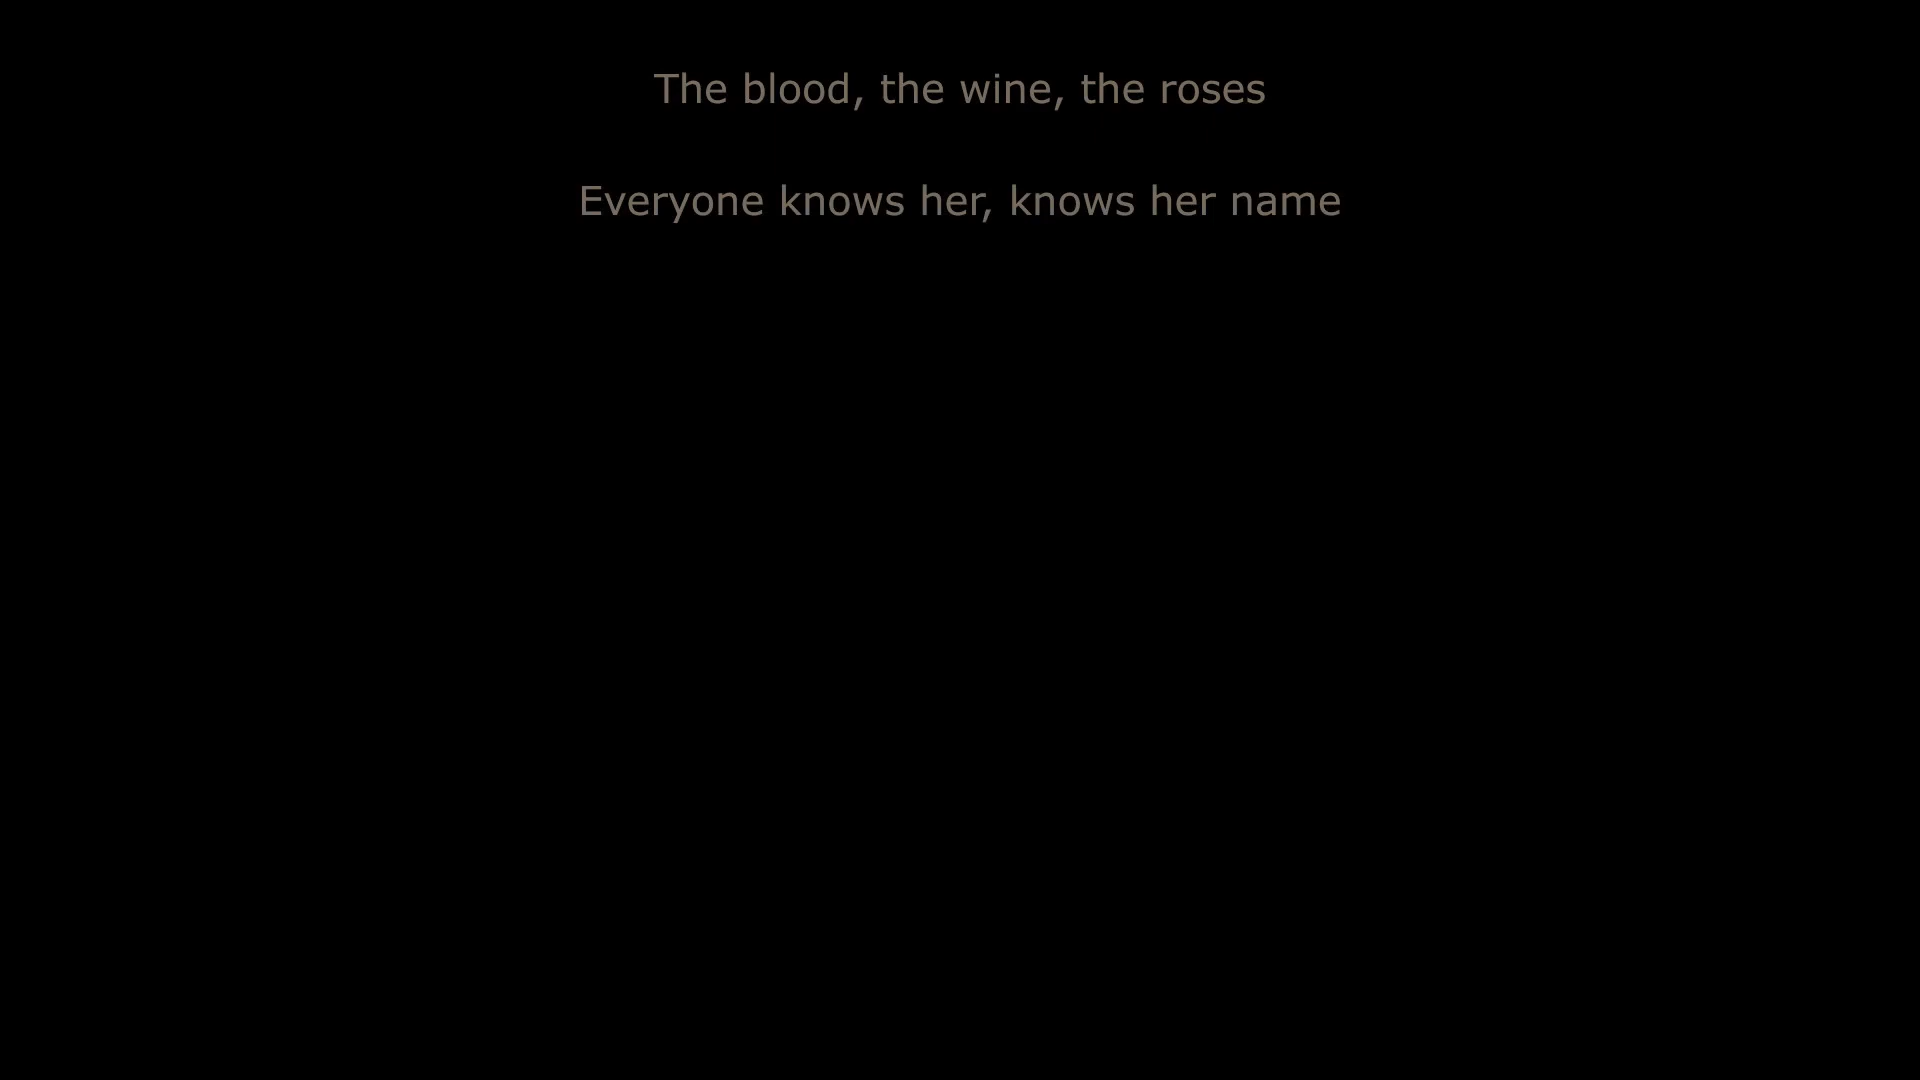 The blood, the wine, the roses
Everyone knows her, knows her name